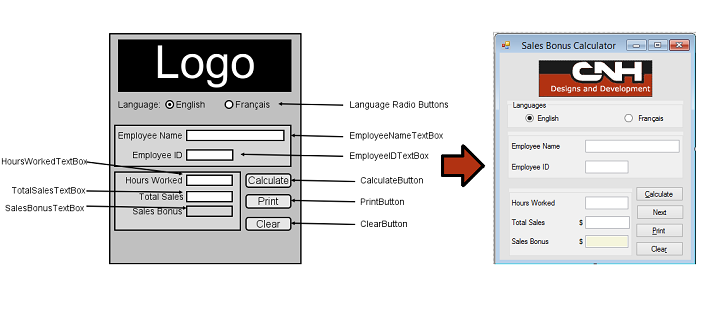 Logo
Language: English Français
Employee Name
Employee ID
Hours Worked
Total Sales
Sales Bonus
Calculate
Print
Clear
HoursWorkedTextBox
TotalSalesTextBox
SalesBonusTextBox
Language Radio Buttons
EmployeeNameTextBox
EmployeeIDTextBox
CalculateButton
PrintButton
ClearButton
Sales Bonus Calculator
CNH
Designs and Development
Languages
English Français
Employee Name
Employee ID
Hours Worked
Total Sales $
Sales Bonus $
Calculate
Next
Print
Clear